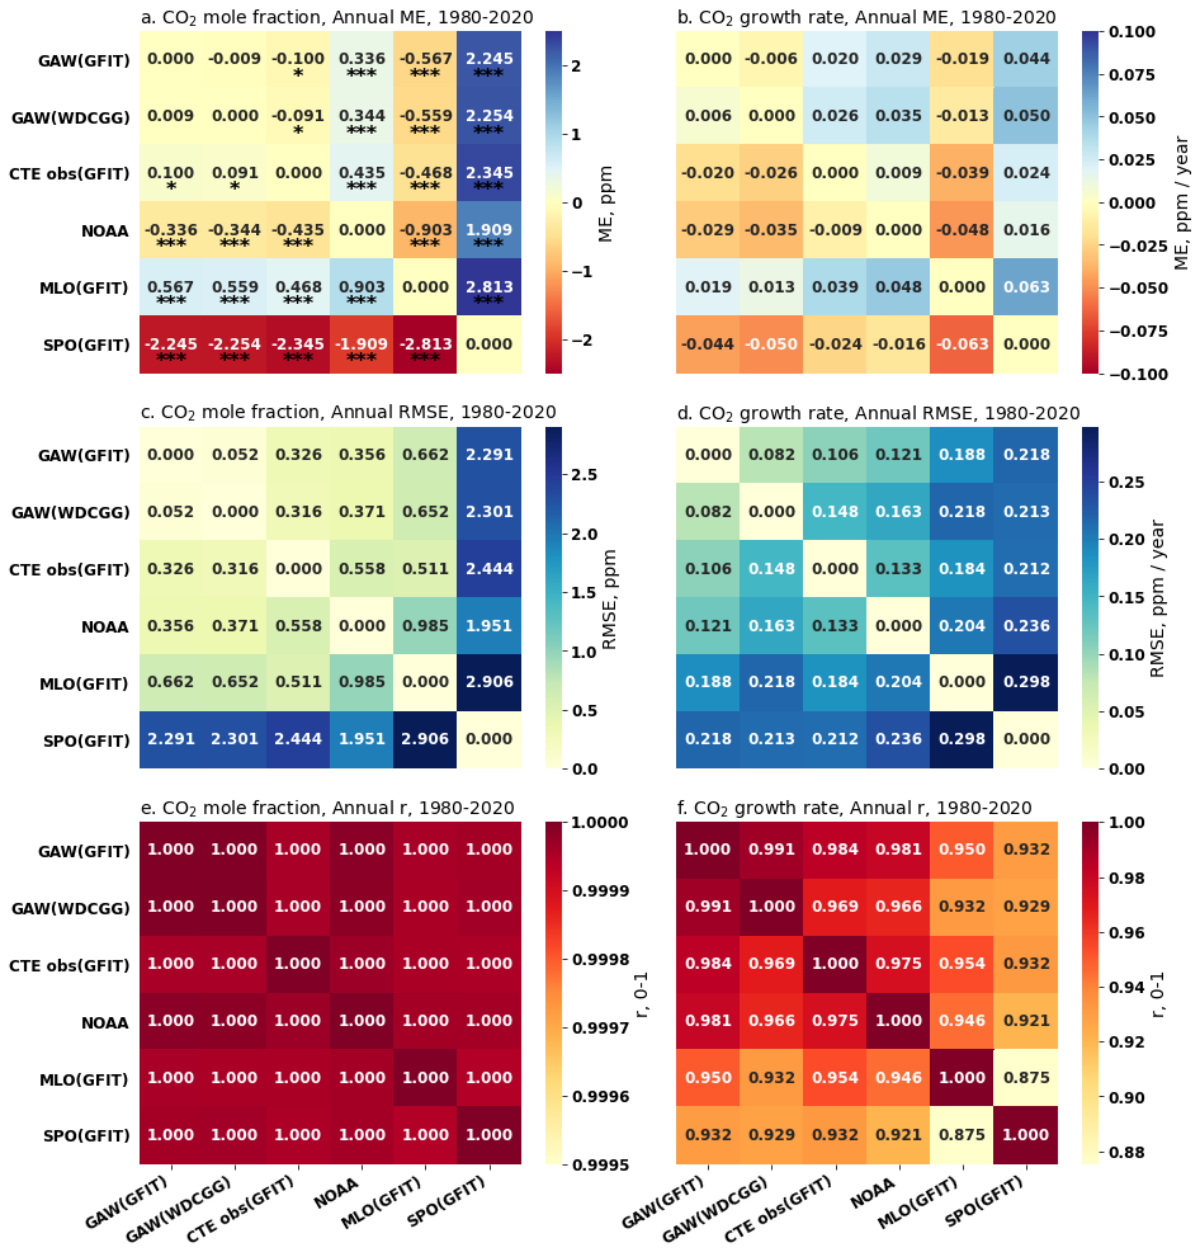 a. CO₂ mole fraction, Annual ME, 1980-2020
GAW(GFIT) 0.000 -0.009 -0.100 0.336 -0.567 2.245
* *** *** ***
GAW(WDCGG) 0.009 0.000 -0.091 0.344 -0.559 2.254
* *** *** ***
CTE obs(GFIT) 0.100 0.091 0.000 0.435 -0.468 2.345
* * *** *** ***
NOAA -0.336 -0.344 -0.435 0.000 -0.903 1.909
*** *** *** *** ***
MLO(GFIT) 0.567 0.559 0.468 0.903 0.000 2.813
*** *** *** *** ***
SPO(GFIT) -2.245 -2.254 -2.345 -1.909 -2.813 0.000
*** *** *** *** ***
2
1
0
−1
−2
ME, ppm
b. CO₂ growth rate, Annual ME, 1980-2020
0.000 -0.006 0.020 0.029 -0.019 0.044
0.006 0.000 0.026 0.035 -0.013 0.050
-0.020 -0.026 0.000 0.009 -0.039 0.024
-0.029 -0.035 -0.009 0.000 -0.048 0.016
0.019 0.013 0.039 0.048 0.000 0.063
-0.044 -0.050 -0.024 -0.016 -0.063 0.000
0.100
0.075
0.050
0.025
0.000
−0.025
−0.050
−0.075
−0.100
ME, ppm / year
c. CO₂ mole fraction, Annual RMSE, 1980-2020
GAW(GFIT) 0.000 0.052 0.326 0.356 0.662 2.291
GAW(WDCGG) 0.052 0.000 0.316 0.371 0.652 2.301
CTE obs(GFIT) 0.326 0.316 0.000 0.558 0.511 2.444
NOAA 0.356 0.371 0.558 0.000 0.985 1.951
MLO(GFIT) 0.662 0.652 0.511 0.985 0.000 2.906
SPO(GFIT) 2.291 2.301 2.444 1.951 2.906 0.000
2.5
2.0
1.5
1.0
0.5
0.0
RMSE, ppm
d. CO₂ growth rate, Annual RMSE, 1980-2020
0.000 0.082 0.106 0.121 0.188 0.218
0.082 0.000 0.148 0.163 0.218 0.213
0.106 0.148 0.000 0.133 0.184 0.212
0.121 0.163 0.133 0.000 0.204 0.236
0.188 0.218 0.184 0.204 0.000 0.298
0.218 0.213 0.212 0.236 0.298 0.000
0.25
0.20
0.15
0.10
0.05
0.00
RMSE, ppm / year
e. CO₂ mole fraction, Annual r, 1980-2020
GAW(GFIT) 1.000 1.000 1.000 1.000 1.000 1.000
GAW(WDCGG) 1.000 1.000 1.000 1.000 1.000 1.000
CTE obs(GFIT) 1.000 1.000 1.000 1.000 1.000 1.000
NOAA 1.000 1.000 1.000 1.000 1.000 1.000
MLO(GFIT) 1.000 1.000 1.000 1.000 1.000 1.000
SPO(GFIT) 1.000 1.000 1.000 1.000 1.000 1.000
GAW(GFIT) GAW(WDCGG) CTE obs(GFIT) NOAA MLO(GFIT) SPO(GFIT)
1.0000
0.9999
0.9998
0.9997
0.9996
0.9995
r, 0-1
f. CO₂ growth rate, Annual r, 1980-2020
1.000 0.991 0.984 0.981 0.950 0.932
0.991 1.000 0.969 0.966 0.932 0.929
0.984 0.969 1.000 0.975 0.954 0.932
0.981 0.966 0.975 1.000 0.946 0.921
0.950 0.932 0.954 0.946 1.000 0.875
0.932 0.929 0.932 0.921 0.875 1.000
GAW(GFIT) GAW(WDCGG) CTE obs(GFIT) NOAA MLO(GFIT) SPO(GFIT)
1.00
0.98
0.96
0.94
0.92
0.90
0.88
r, 0-1